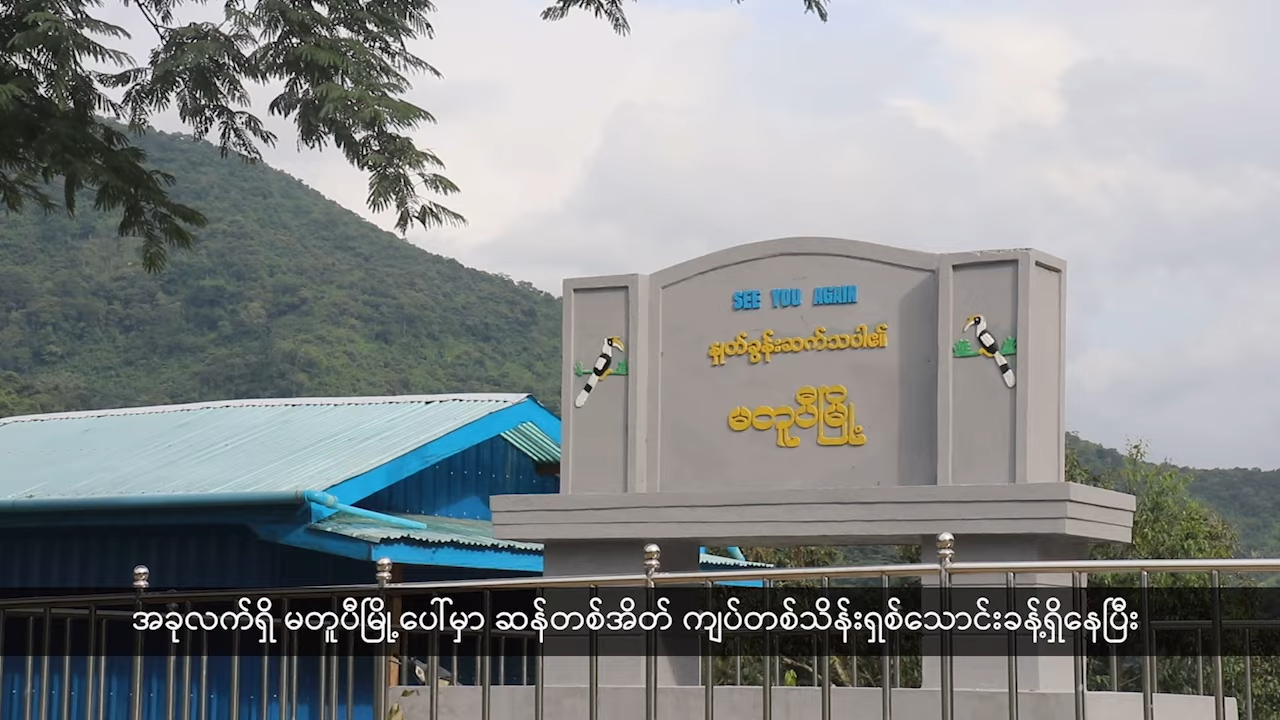 SEE YOU AGAIN
နှုတ်ခွန်းဆက်သပါ၏
မတူပီမြို့
အခုလက်ရှိ မတူပီမြို့ပေါ်မှာ ဆန်တစ်အိတ် ကျပ်တစ်သိန်းရှစ်သောင်းခန့်ရှိနေပြီး